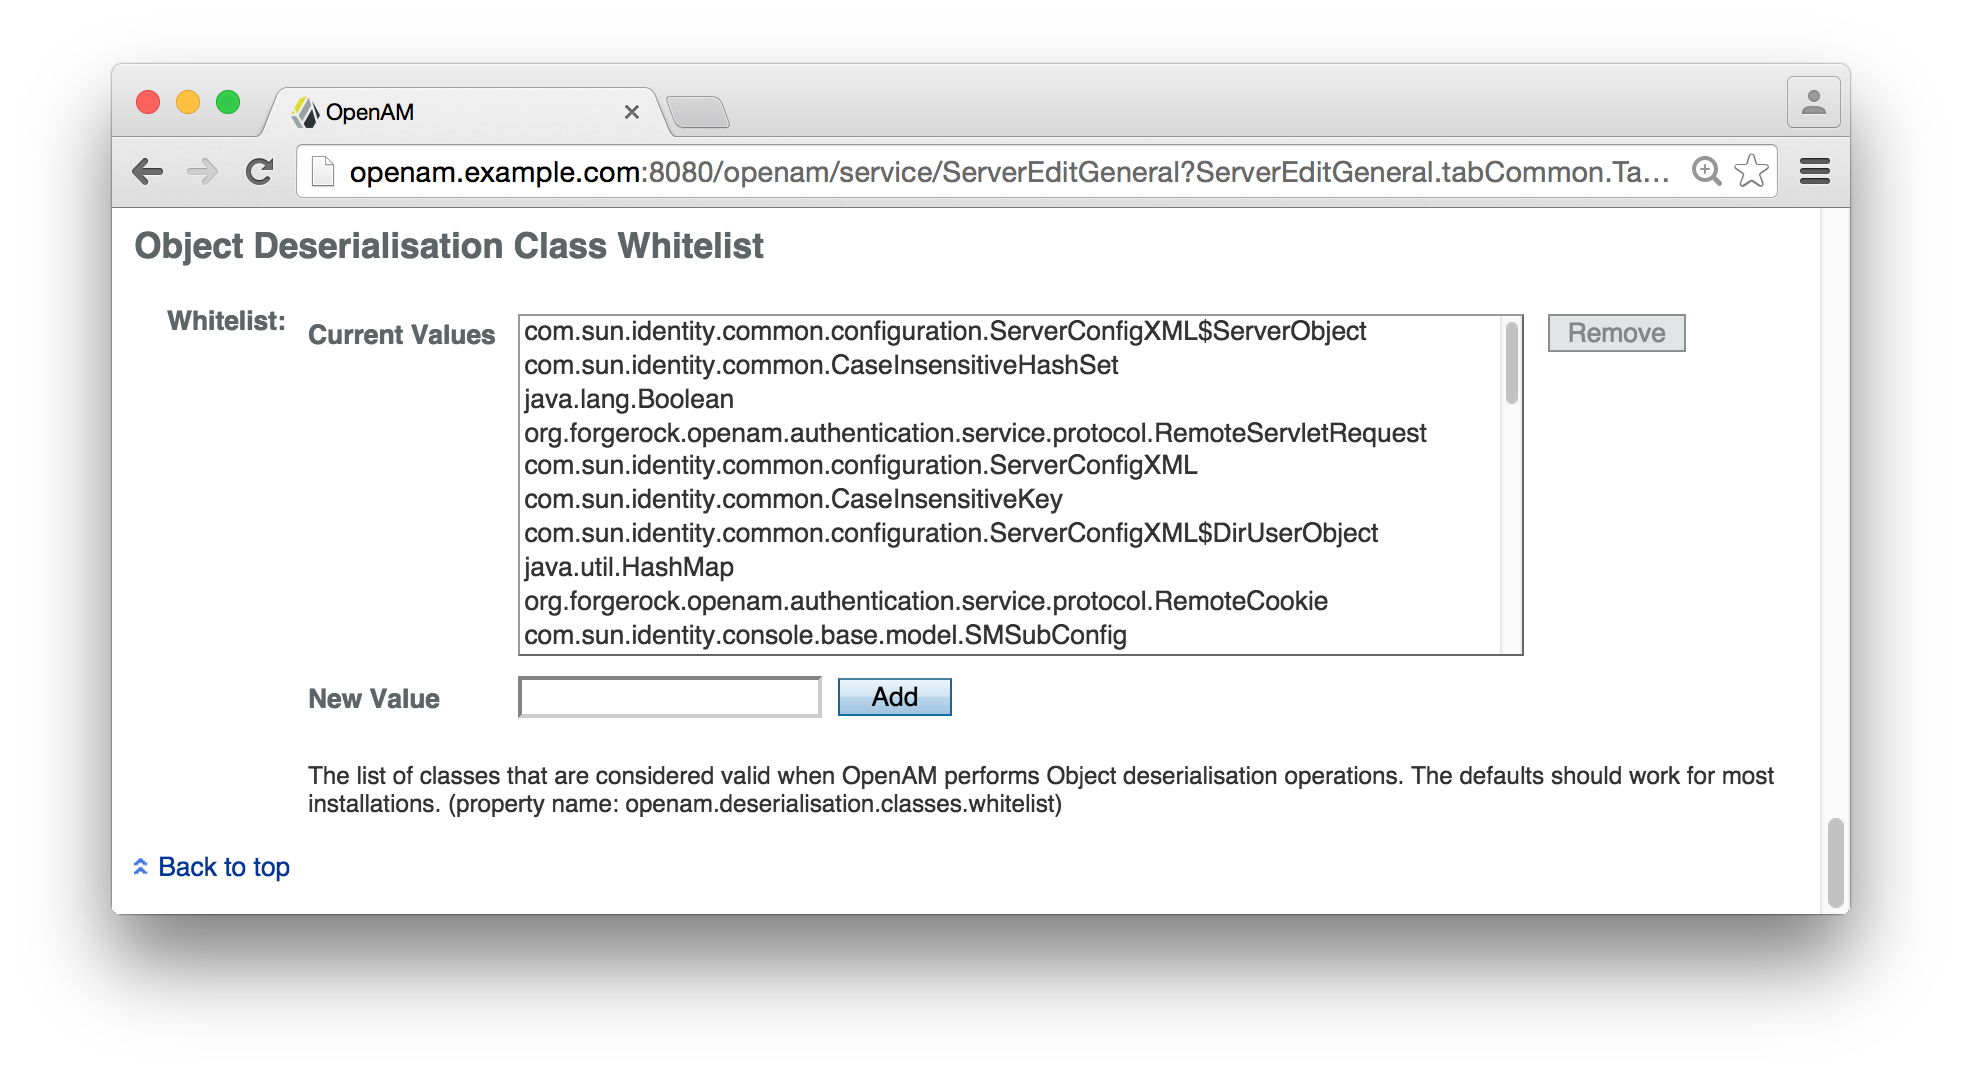 OpenAM
openam.example.com:8080/openam/service/ServerEditGeneral?ServerEditGeneral.tabCommon.Ta...
Object Deserialisation Class Whitelist
Whitelist:
Current Values
com.sun.identity.common.configuration.ServerConfigXML$ServerObject
com.sun.identity.common.CaseInsensitiveHashSet
java.lang.Boolean
org.forgerock.openam.authentication.service.protocol.RemoteServletRequest
com.sun.identity.common.configuration.ServerConfigXML
com.sun.identity.common.CaseInsensitiveKey
com.sun.identity.common.configuration.ServerConfigXML$DirUserObject
java.util.HashMap
org.forgerock.openam.authentication.service.protocol.RemoteCookie
com.sun.identity.console.base.model.SMSubConfig
Remove
New Value
Add
The list of classes that are considered valid when OpenAM performs Object deserialisation operations. The defaults should work for most
installations. (property name: openam.deserialisation.classes.whitelist)
Back to top